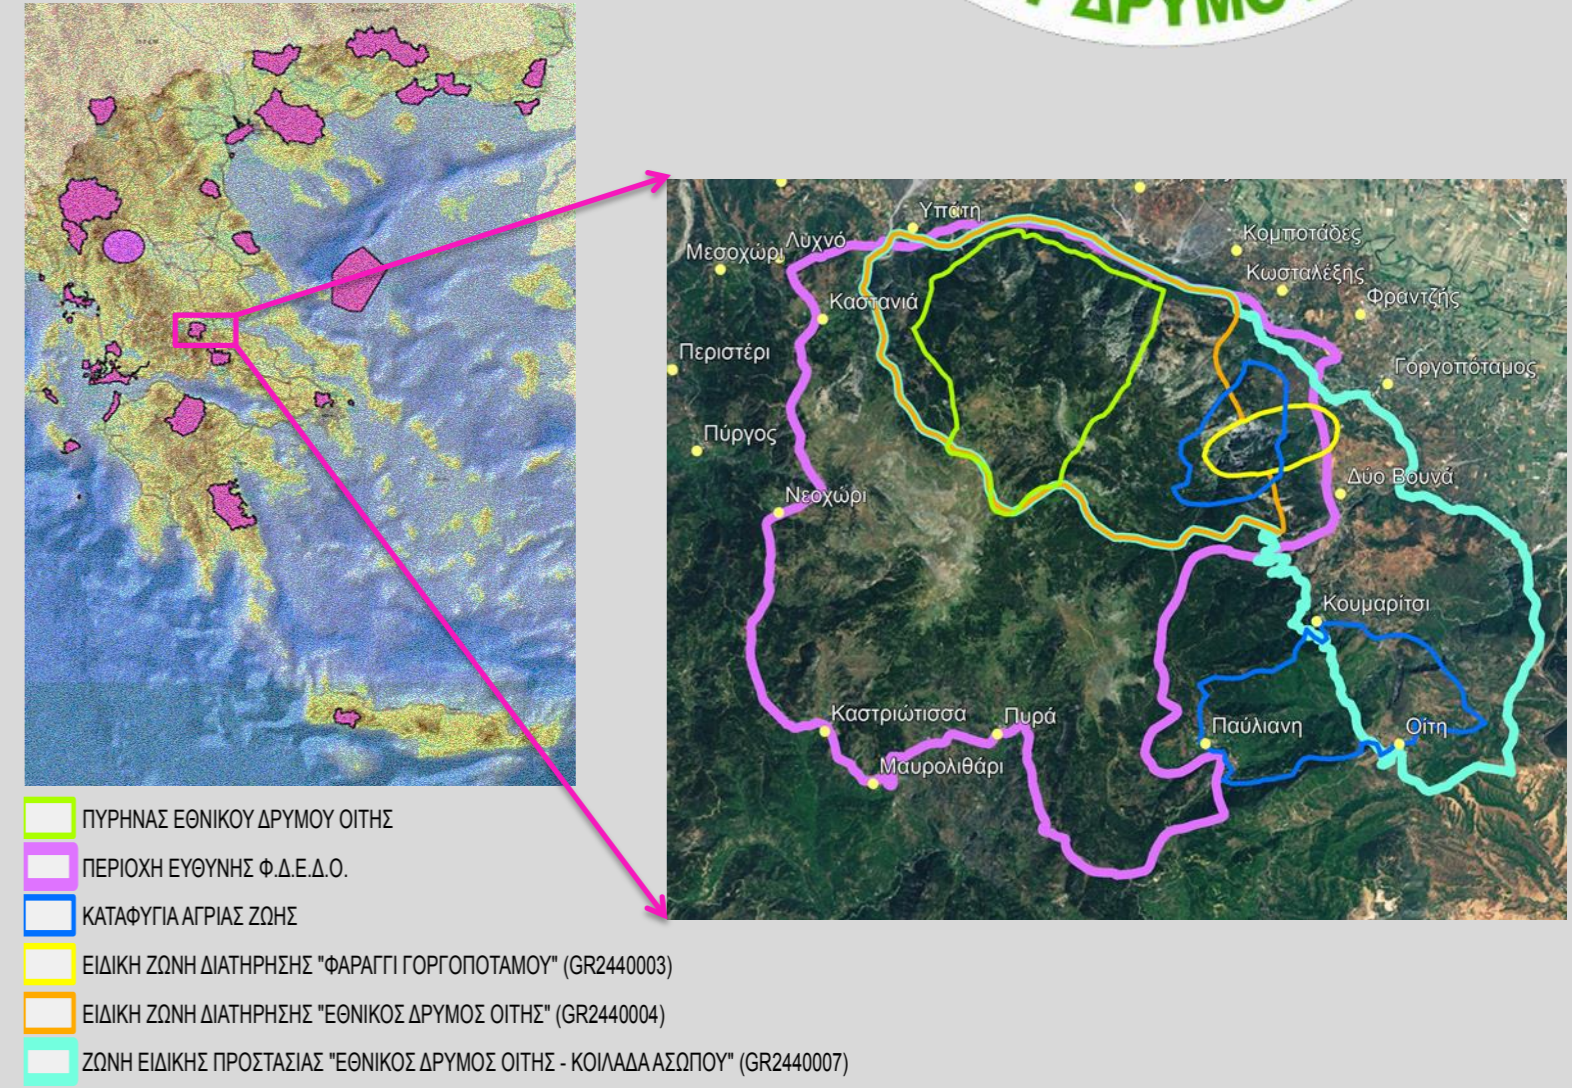 ΔΡΥΜΟ
Υπάτη
Λυχνό
Μεσοχώρι
Κομποτάδες
Κωσταλέξης
Καστανιά
Φραντζής
Περιστέρι
Γοργοπόταμος
Πύργος
Δύο Βουνά
Νεοχώρι
Κουμαρίτσι
Καστριώτισσα
Πυρά
Παύλιανη
Οίτη
Μαυρολιθάρι
ΠΥΡΗΝΑΣ ΕΘΝΙΚΟΥ ΔΡΥΜΟΥ ΟΙΤΗΣ
ΠΕΡΙΟΧΗ ΕΥΘΥΝΗΣ Φ.Δ.Ε.Δ.Ο.
ΚΑΤΑΦΥΓΙΑ ΑΓΡΙΑΣ ΖΩΗΣ
ΕΙΔΙΚΗ ΖΩΝΗ ΔΙΑΤΗΡΗΣΗΣ "ΦΑΡΑΓΓΙ ΓΟΡΓΟΠΟΤΑΜΟΥ" (GR2440003)
ΕΙΔΙΚΗ ΖΩΝΗ ΔΙΑΤΗΡΗΣΗΣ "ΕΘΝΙΚΟΣ ΔΡΥΜΟΣ ΟΙΤΗΣ" (GR2440004)
ΖΩΝΗ ΕΙΔΙΚΗΣ ΠΡΟΣΤΑΣΙΑΣ "ΕΘΝΙΚΟΣ ΔΡΥΜΟΣ ΟΙΤΗΣ - ΚΟΙΛΑΔΑ ΑΣΩΠΟΥ" (GR2440007)